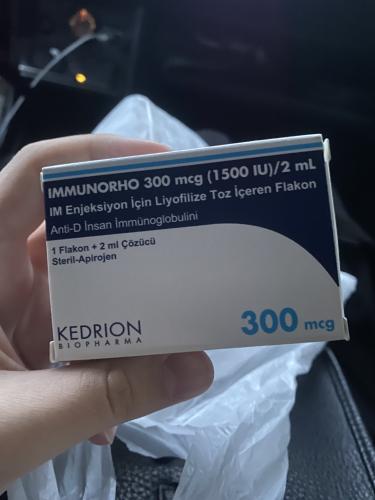 IMMUNORHO 300 mcg (1500 IU)/2 mL
IM Enjeksiyon İçin Liyofilize Toz İçeren Flakon
Anti-D İnsan İmmünoglobulini
1 Flakon + 2 ml Çözücü
Steril-Apirojen
KEDRION
BIOPHARMA
300 mcg